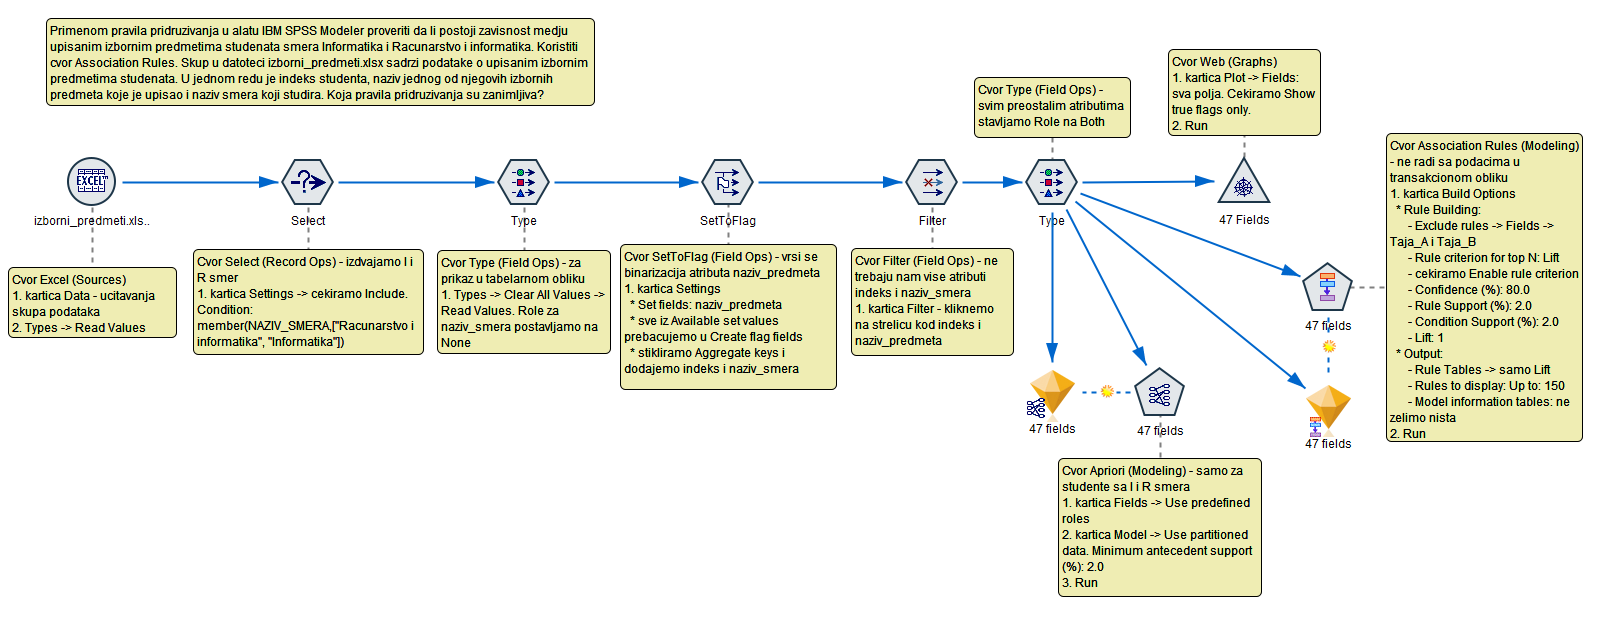 Primenom pravila pridruzivanja u alatu IBM SPSS Modeler proveriti da li postoji zavisnost medju
upisanim izbornim predmetima studenata smera Informatika i Racunarstvo i informatika. Koristiti
cvor Association Rules. Skup u datoteci izborni_predmeti.xlsx sadrzi podatake o upisanim izbornim
predmetima studenata. U jednom redu je indeks studenta, naziv jednog od njegovih izbornih
predmeta koje je upisao i naziv smera koji studira. Koja pravila pridruzivanja su zanimljiva?
EXCEL
izborni_predmeti.xls..
Cvor Excel (Sources)
1. kartica Data - ucitavanja
skupa podataka
2. Types -> Read Values
Select
Cvor Select (Record Ops) - izdvajamo I i
R smer
1. kartica Settings -> cekiramo Include.
Condition:
member(NAZIV_SMERA,["Racunarstvo i
informatika", "Informatika"])
Type
Cvor Type (Field Ops) - za
prikaz u tabelarnom obliku
1. Types -> Clear All Values ->
Read Values. Role za
naziv_smera postavljamo na
None
SetToFlag
Cvor SetToFlag (Field Ops) - vrsi se
binarizacija atributa naziv_predmeta
1. kartica Settings
* Set fields: naziv_predmeta
* sve iz Available set values
prebacujemo u Create flag fields
* stikliramo Aggregate keys i
dodajemo indeks i naziv_smera
Filter
Cvor Filter (Field Ops) - ne
trebaju nam vise atributi
indeks i naziv_smera
1. kartica Filter - kliknemo
na strelicu kod indeks i
naziv_predmeta
Cvor Type (Field Ops) -
svim preostalim atributima
stavljamo Role na Both
Type
Cvor Web (Graphs)
1. kartica Plot -> Fields:
sva polja. Cekiramo Show
true flags only.
2. Run
47 Fields
47 fields
47 fields
Cvor Apriori (Modeling) - samo za
studente sa I i R smera
1. kartica Fields -> Use predefined
roles
2. kartica Model -> Use partitioned
data. Minimum antecedent support
(%): 2.0
3. Run
47 fields
47 fields
Cvor Association Rules (Modeling)
- ne radi sa podacima u
transakcionom obliku
1. kartica Build Options
* Rule Building:
- Exclude rules -> Fields ->
Taja_A i Taja_B
- Rule criterion for top N: Lift
- cekiramo Enable rule criterion
- Confidence (%): 80.0
- Rule Support (%): 2.0
- Condition Support (%): 2.0
- Lift: 1
* Output:
- Rule Tables -> samo Lift
- Rules to display: Up to: 150
- Model information tables: ne
zelimo nista
2. Run